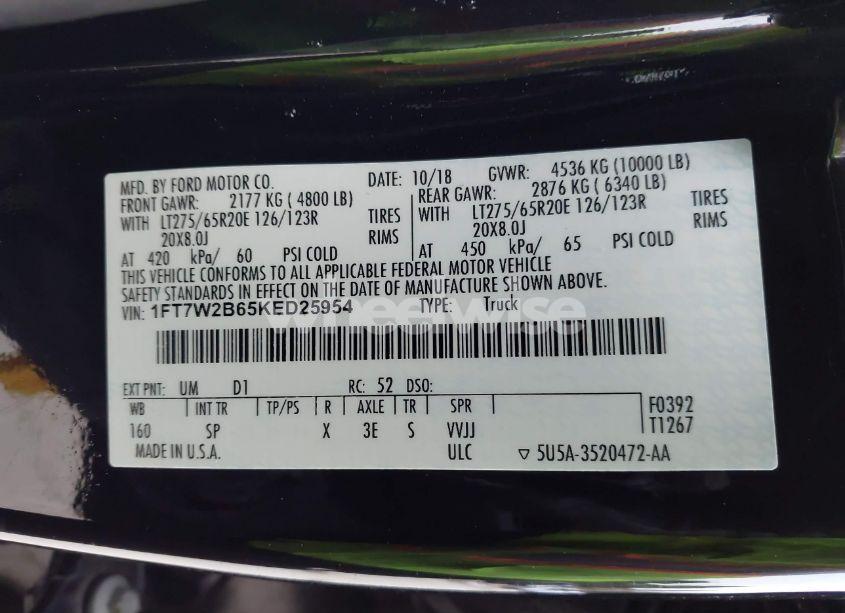 MFD. BY FORD MOTOR CO. DATE: 10/18 GVWR: 4536 KG (10000 LB)
FRONT GAWR: 2177 KG ( 4800 LB) REAR GAWR: 2876 KG ( 6340 LB)
WITH LT275/65R20E 126/123R TIRES WITH LT275/65R20E 126/123R TIRES
20X8.0J RIMS 20X8.0J RIMS
AT 420 kPa/ 60 PSI COLD AT 450 kPa/ 65 PSI COLD
THIS VEHICLE CONFORMS TO ALL APPLICABLE FEDERAL MOTOR VEHICLE
SAFETY STANDARDS IN EFFECT ON THE DATE OF MANUFACTURE SHOWN ABOVE.
VIN: 1FT7W2B65KED25954 TYPE: Truck
wheelwise
EXT PNT: UM D1 RC: 52 DSO:
WB INT TR TP/PS R AXLE TR SPR F0392
160 SP X 3E S VVJJ T1267
MADE IN U.S.A. ULC ▽ 5U5A-3520472-AA